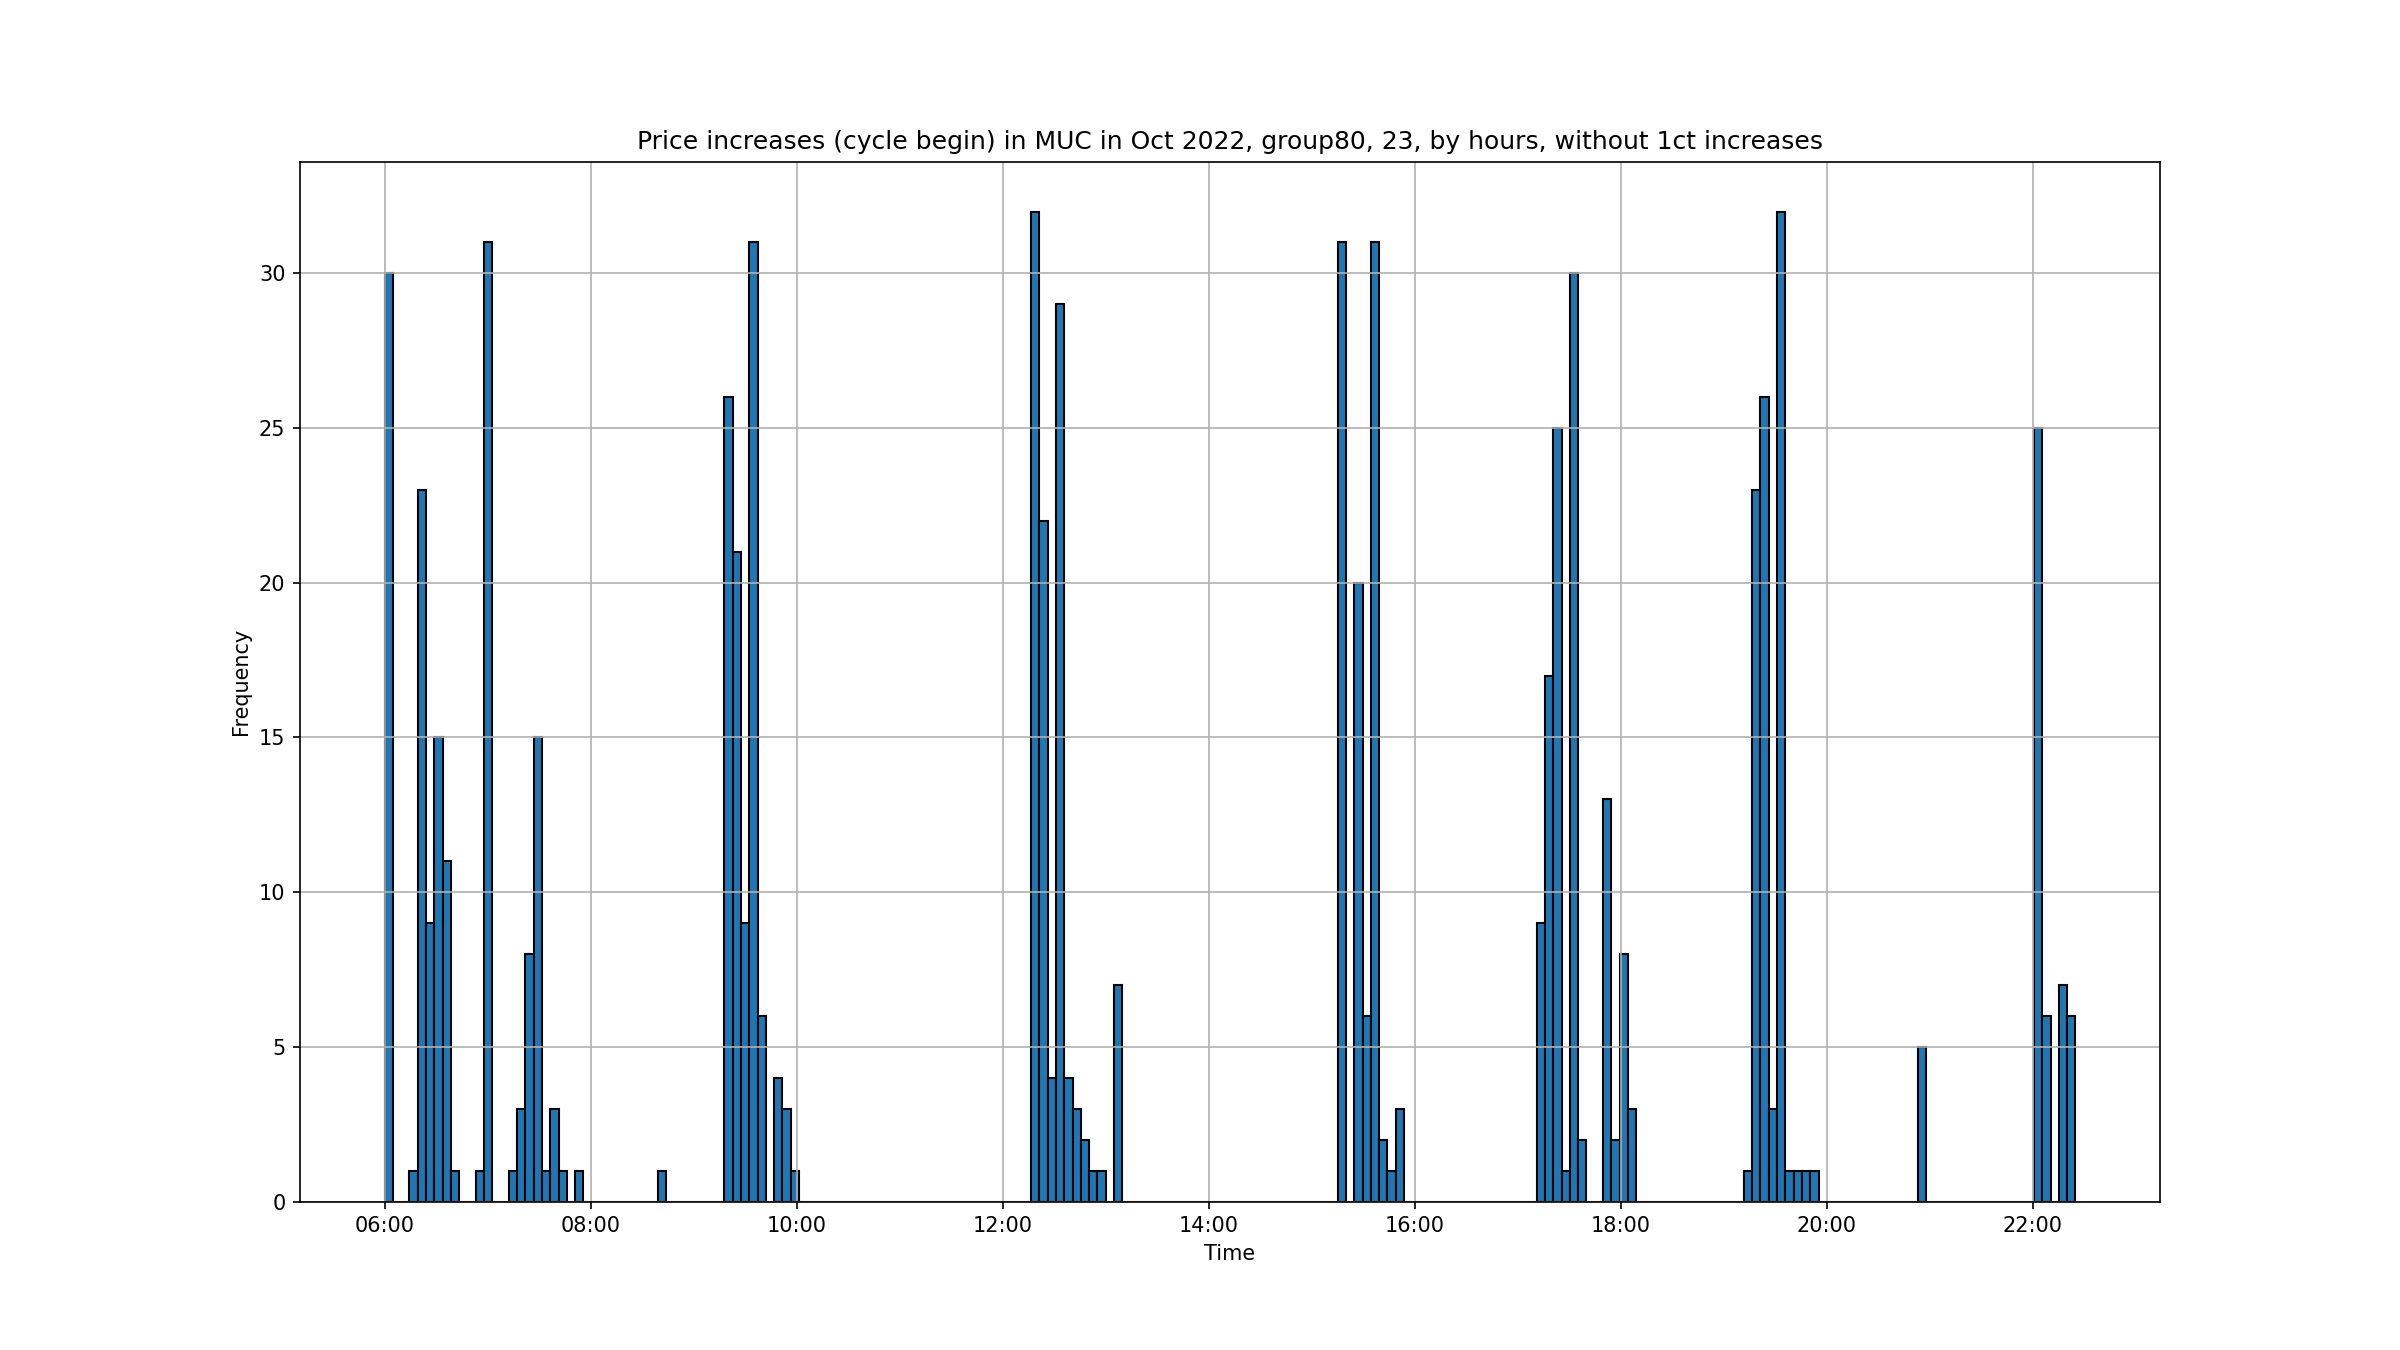 Price increases (cycle begin) in MUC in Oct 2022, group80, 23, by hours, without 1ct increases
Frequency
30
25
20
15
10
5
0
06:00 08:00 10:00 12:00 14:00 16:00 18:00 20:00 22:00
Time